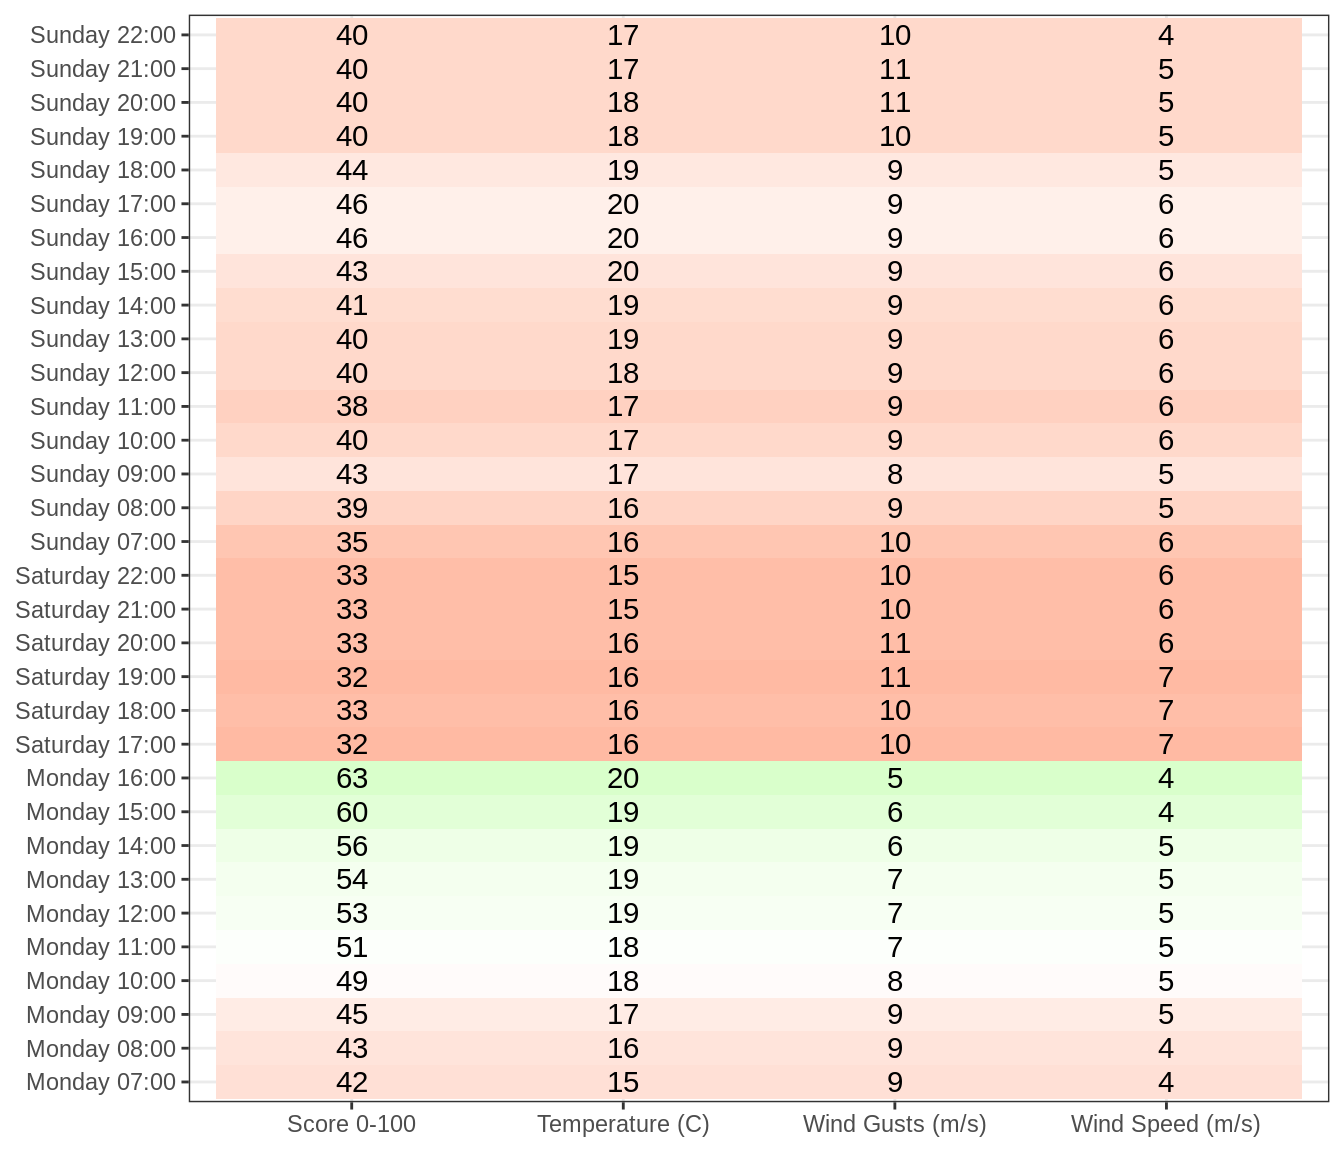 Sunday 22:00 40 17 10 4
Sunday 21:00 40 17 11 5
Sunday 20:00 40 18 11 5
Sunday 19:00 40 18 10 5
Sunday 18:00 44 19 9 5
Sunday 17:00 46 20 9 6
Sunday 16:00 46 20 9 6
Sunday 15:00 43 20 9 6
Sunday 14:00 41 19 9 6
Sunday 13:00 40 19 9 6
Sunday 12:00 40 18 9 6
Sunday 11:00 38 17 9 6
Sunday 10:00 40 17 9 6
Sunday 09:00 43 17 8 5
Sunday 08:00 39 16 9 5
Sunday 07:00 35 16 10 6
Saturday 22:00 33 15 10 6
Saturday 21:00 33 15 10 6
Saturday 20:00 33 16 11 6
Saturday 19:00 32 16 11 7
Saturday 18:00 33 16 10 7
Saturday 17:00 32 16 10 7
Monday 16:00 63 20 5 4
Monday 15:00 60 19 6 4
Monday 14:00 56 19 6 5
Monday 13:00 54 19 7 5
Monday 12:00 53 19 7 5
Monday 11:00 51 18 7 5
Monday 10:00 49 18 8 5
Monday 09:00 45 17 9 5
Monday 08:00 43 16 9 4
Monday 07:00 42 15 9 4
Score 0-100 Temperature (C) Wind Gusts (m/s) Wind Speed (m/s)